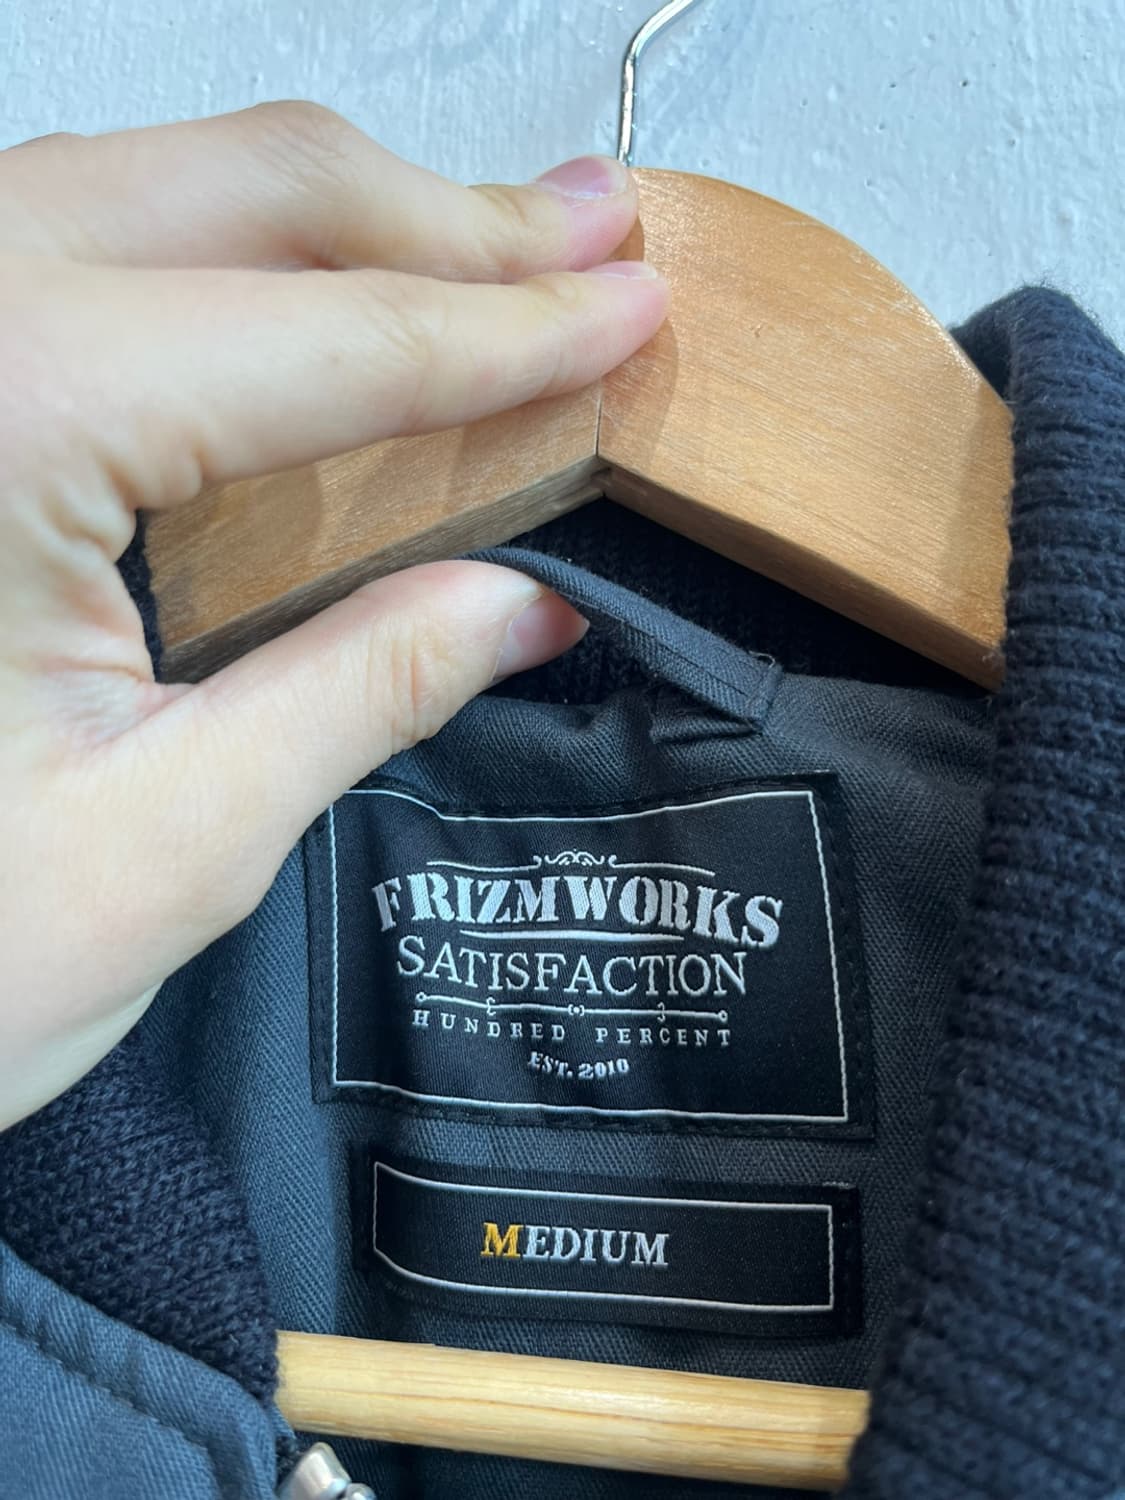 FRIZMWORKS
SATISFACTION
HUNDRED PERCENT
EST. 2010
MEDIUM